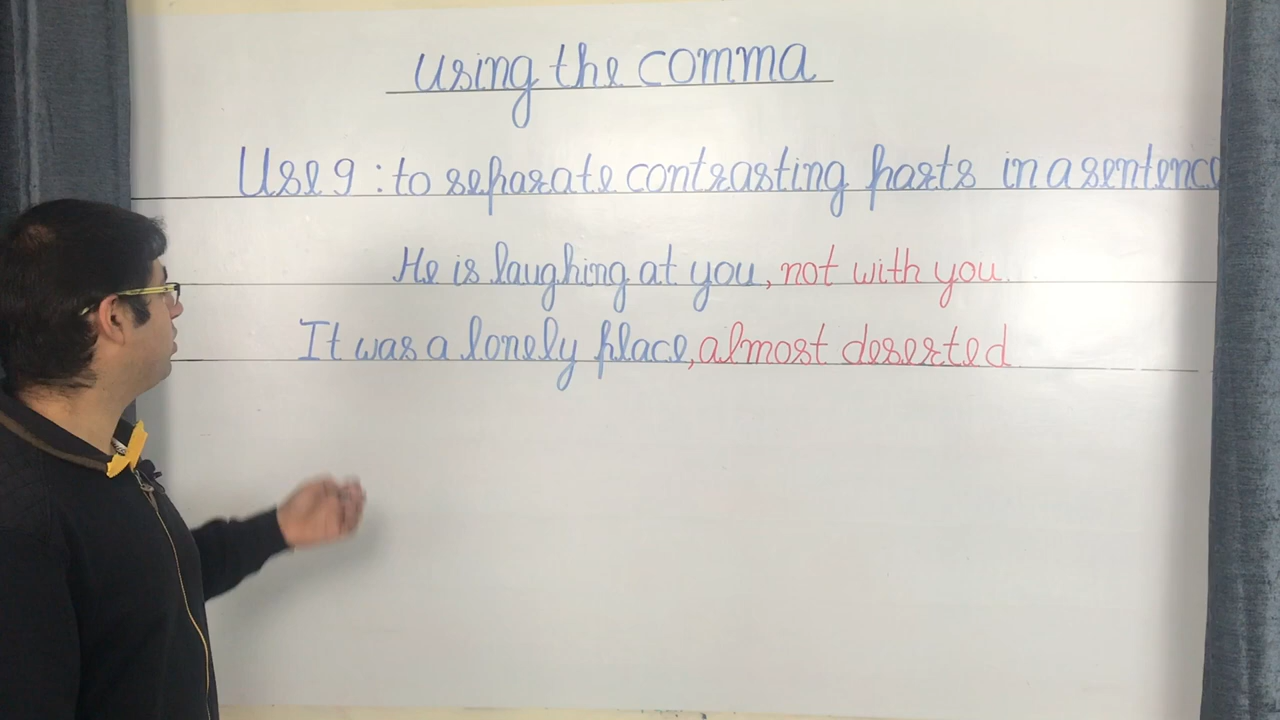 Using the comma
Use 9 : to separate contrasting parts in a sentence
He is laughing at you, not with you.
It was a lonely place, almost deserted